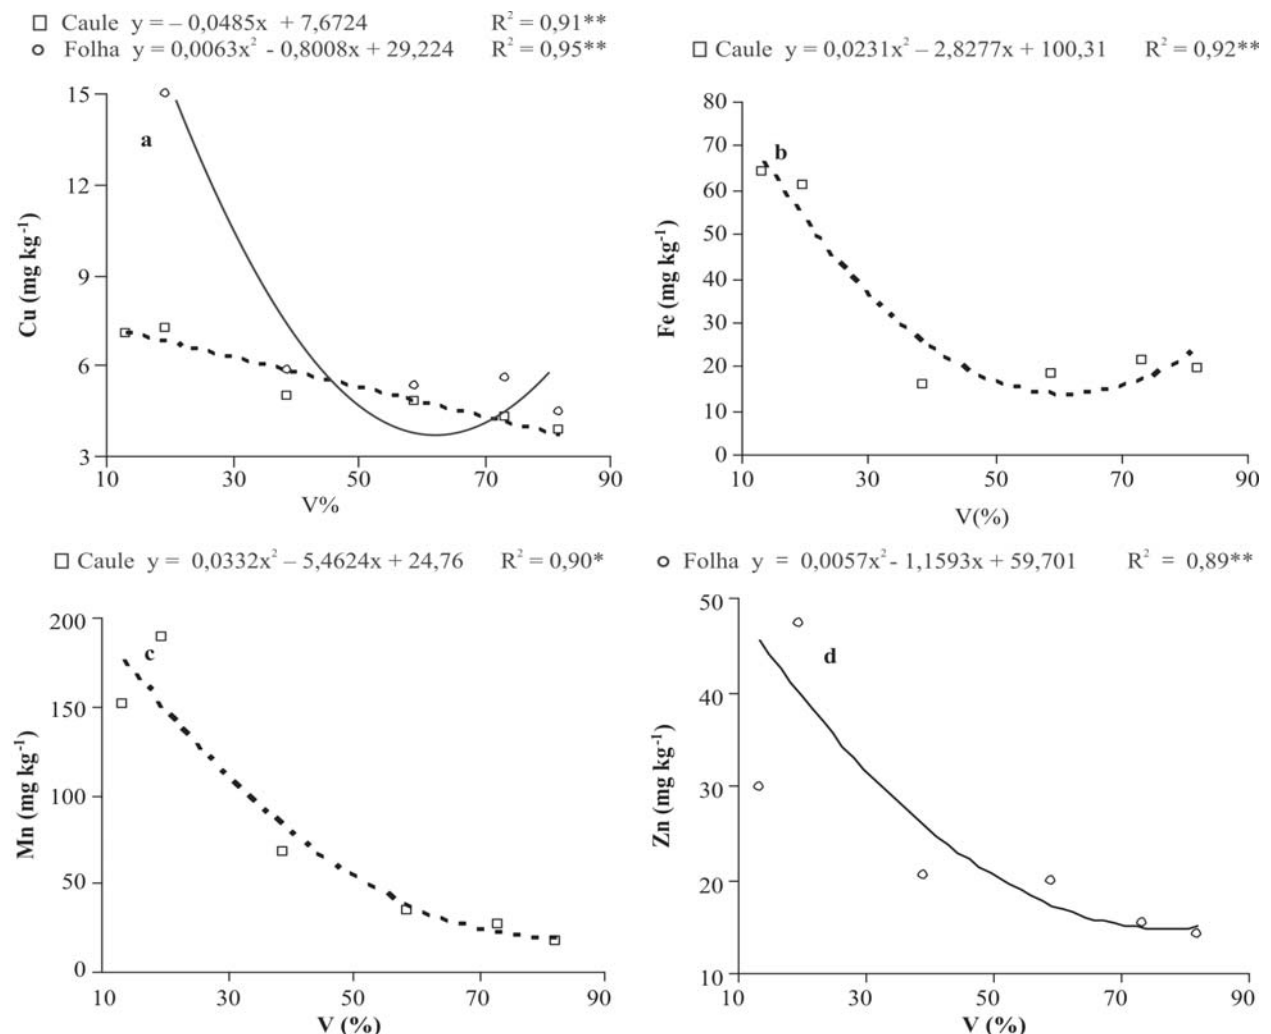 Caule y = – 0,0485x + 7,6724 R² = 0,91**
Folha y = 0,0063x² - 0,8008x + 29,224 R² = 0,95**
15
12
9
6
3
a
Cu (mg kg⁻¹)
10 30 50 70 90
V%
Caule y = 0,0231x² – 2,8277x + 100,31 R² = 0,92**
80
70
60
50
40
30
20
10
0
b
Fe (mg kg⁻¹)
10 30 50 70 90
V(%)
Caule y = 0,0332x² – 5,4624x + 24,76 R² = 0,90*
200
150
100
50
0
c
Mn (mg kg⁻¹)
10 30 50 70 90
V (%)
Folha y = 0,0057x² - 1,1593x + 59,701 R² = 0,89**
50
40
30
20
10
d
Zn (mg kg⁻¹)
10 30 50 70 90
V (%)